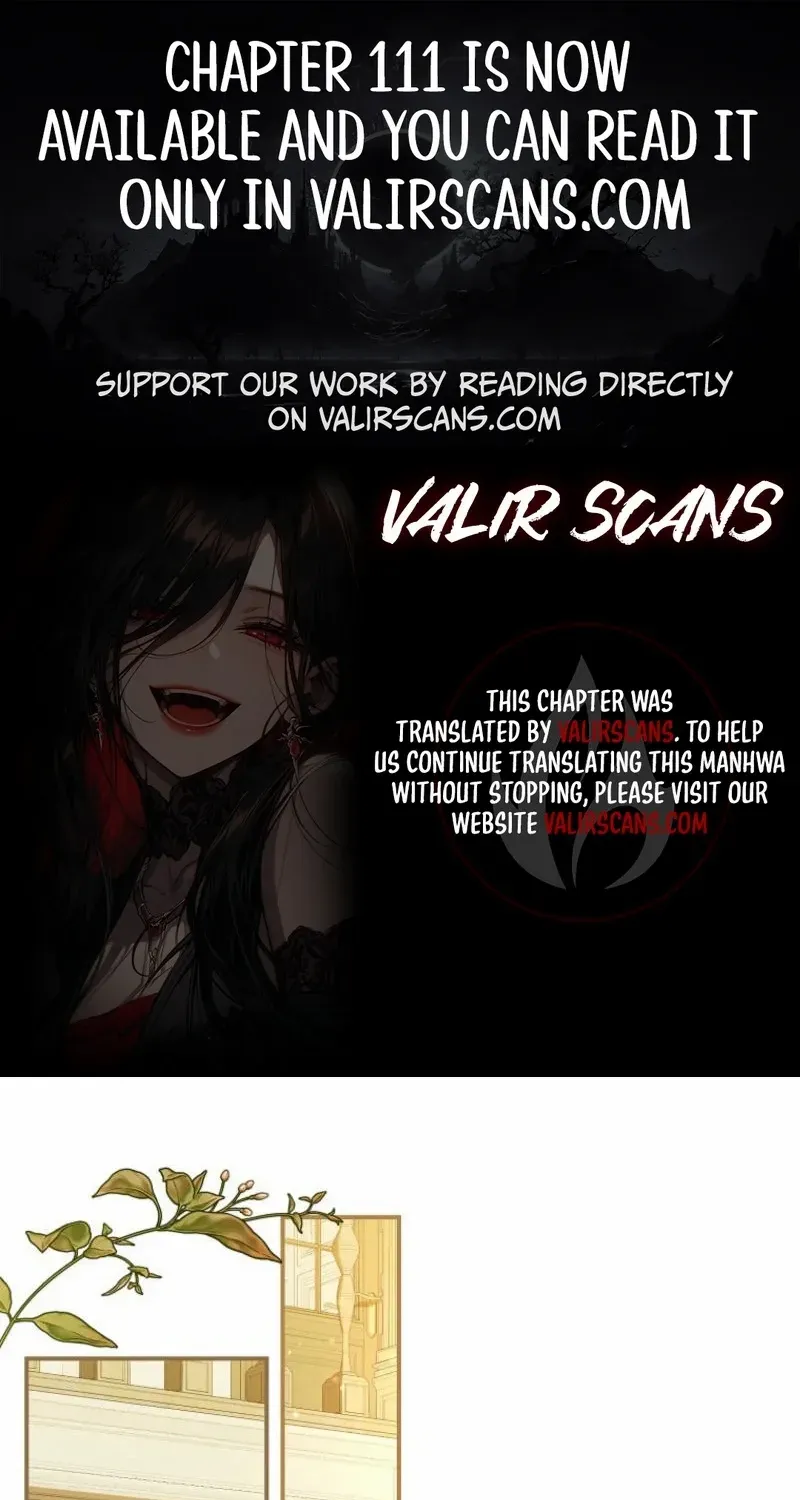 CHAPTER 111 IS NOW
AVAILABLE AND YOU CAN READ IT
ONLY IN VALIRSCANS.COM
SUPPORT OUR WORK BY READING DIRECTLY
ON VALIRSCANS.COM
VALIR SCANS
THIS CHAPTER WAS
TRANSLATED BY VALIRSCANS. TO HELP
US CONTINUE TRANSLATING THIS MANHWA
WITHOUT STOPPING, PLEASE VISIT OUR
WEBSITE VALIRSCANS.COM